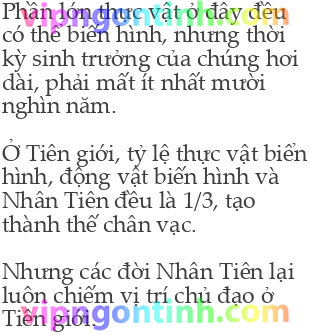 Phần lớn thực vật ở đây đều
có thể biến hình, nhưng thời
kỳ sinh trưởng của chúng hơi
dài, phải mất ít nhất mười
nghìn năm.
Ở Tiên giới, tỷ lệ thực vật biến
hình, động vật biến hình và
Nhân Tiên đều là 1/3, tạo
thành thế chân vạc.
Nhưng các đời Nhân Tiên lại
luôn chiếm vị trí chủ đạo ở
Tiên giới.
vipngontinh.com
vipngontinh.com